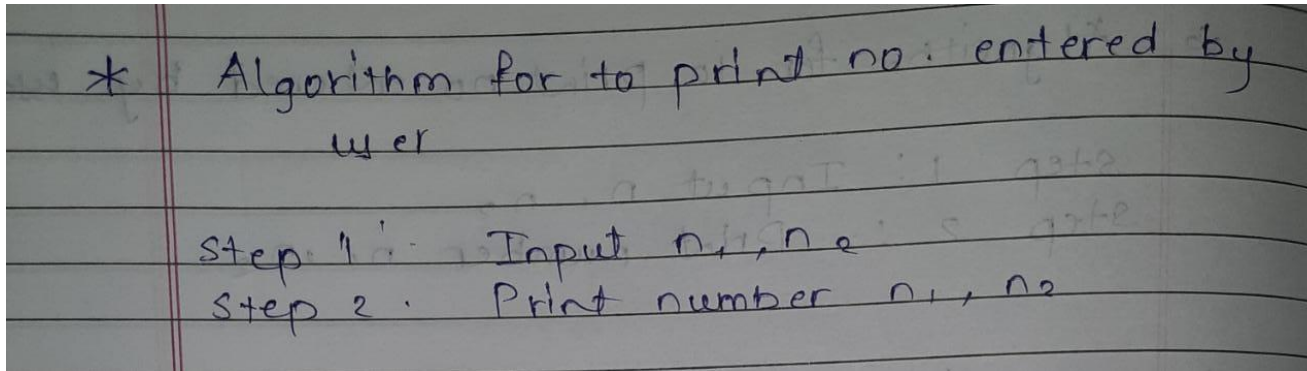 * Algorithm for to print no. entered by
user
Step 1: Input n₁, n₂
Step 2. Print number n₁, n₂